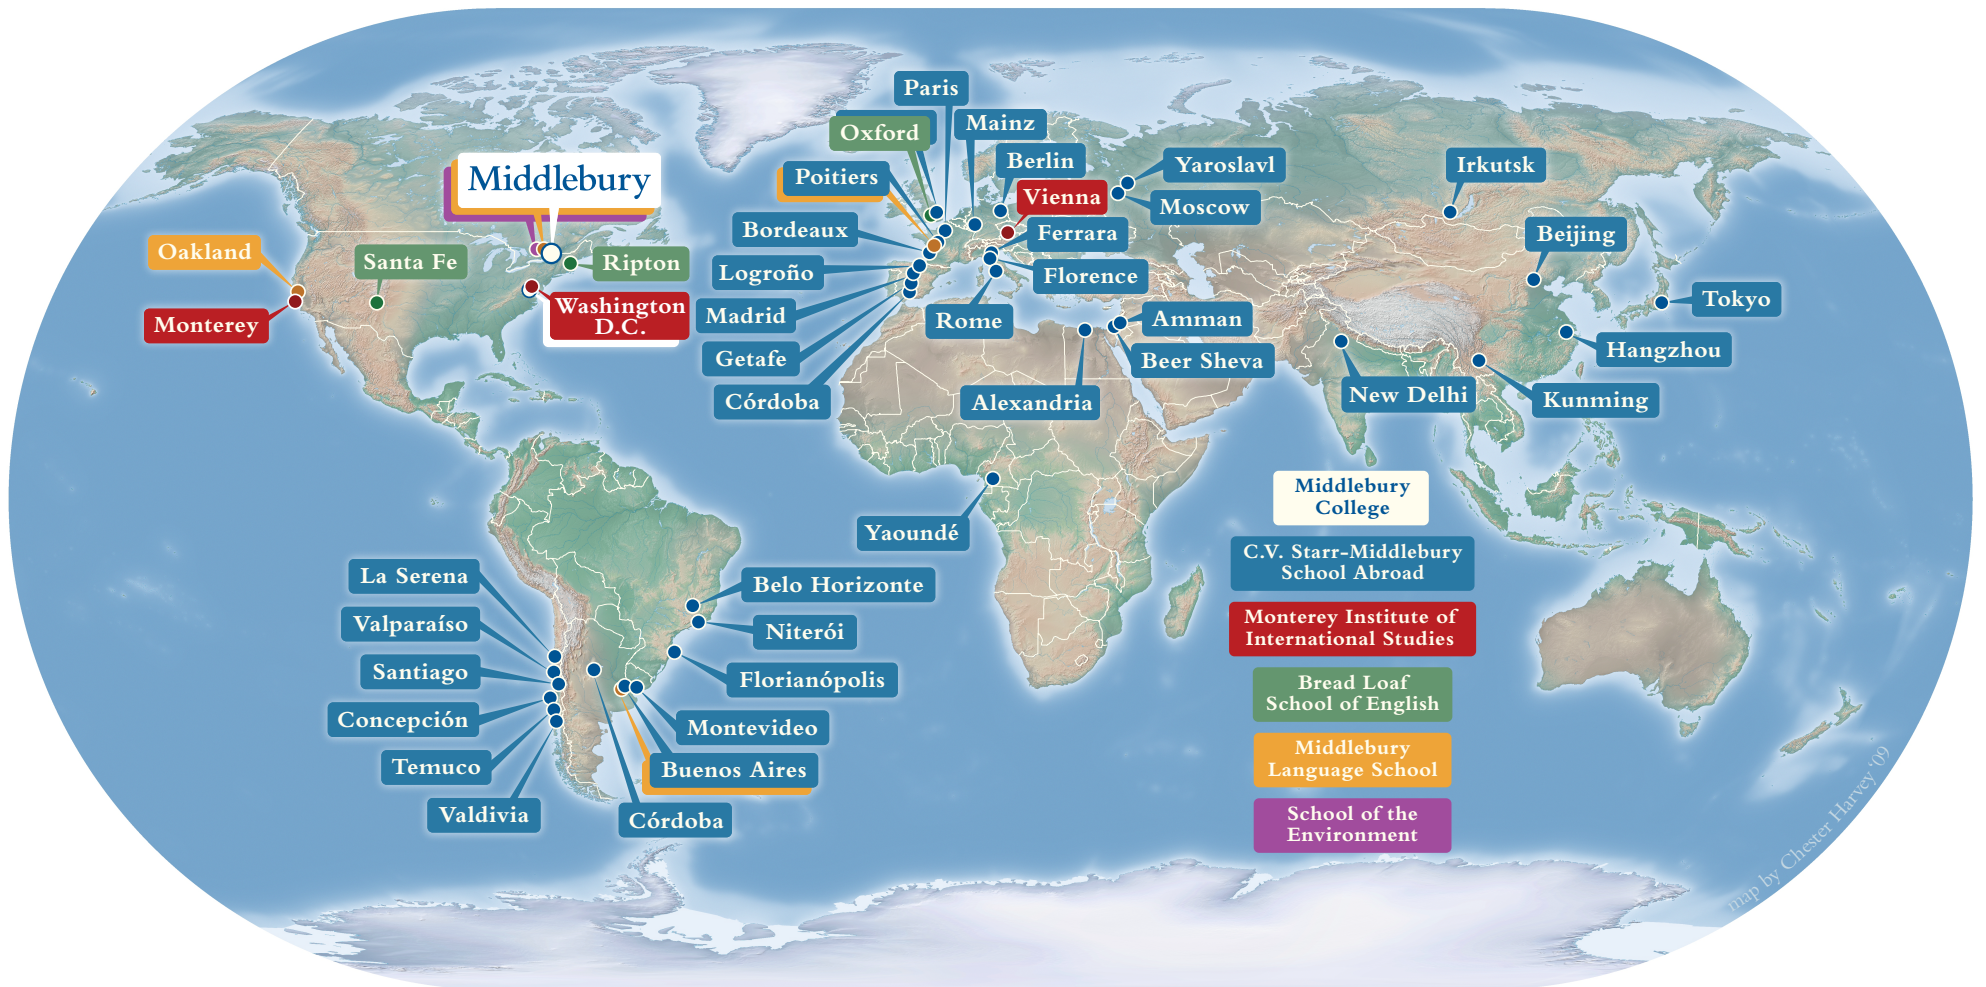 Paris
Oxford
Mainz
Berlin
Yaroslavl
Irkutsk
Middlebury
Poitiers
Vienna
Moscow
Bordeaux
Ferrara
Beijing
Oakland
Santa Fe
Ripton
Logroño
Florence
Tokyo
Monterey
Washington
D.C.
Madrid
Rome
Amman
Getafe
Beer Sheva
Hangzhou
Córdoba
Alexandria
New Delhi
Kunming
Yaoundé
La Serena
Belo Horizonte
Valparaíso
Niterói
Santiago
Florianópolis
Concepción
Montevideo
Temuco
Buenos Aires
Valdivia
Córdoba
Middlebury
College
C.V. Starr-Middlebury
School Abroad
Monterey Institute of
International Studies
Bread Loaf
School of English
Middlebury
Language School
School of the
Environment
map by Chester Harvey '09